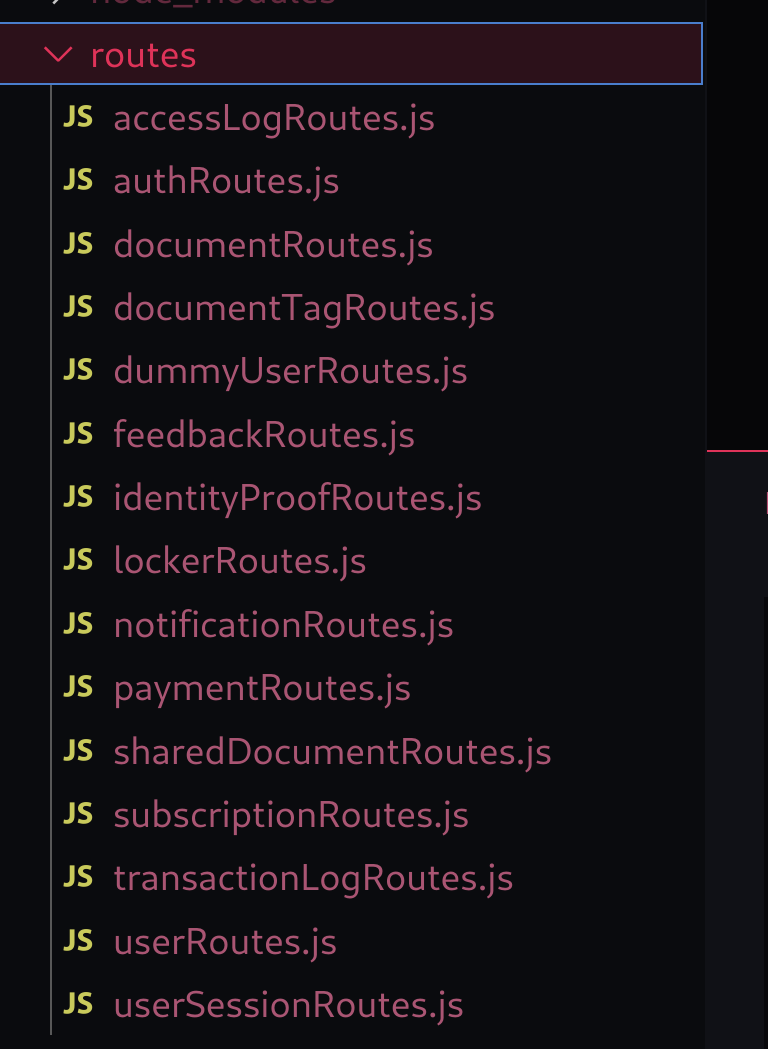 node_modules
routes
JS accessLogRoutes.js
JS authRoutes.js
JS documentRoutes.js
JS documentTagRoutes.js
JS dummyUserRoutes.js
JS feedbackRoutes.js
JS identityProofRoutes.js
JS lockerRoutes.js
JS notificationRoutes.js
JS paymentRoutes.js
JS sharedDocumentRoutes.js
JS subscriptionRoutes.js
JS transactionLogRoutes.js
JS userRoutes.js
JS userSessionRoutes.js